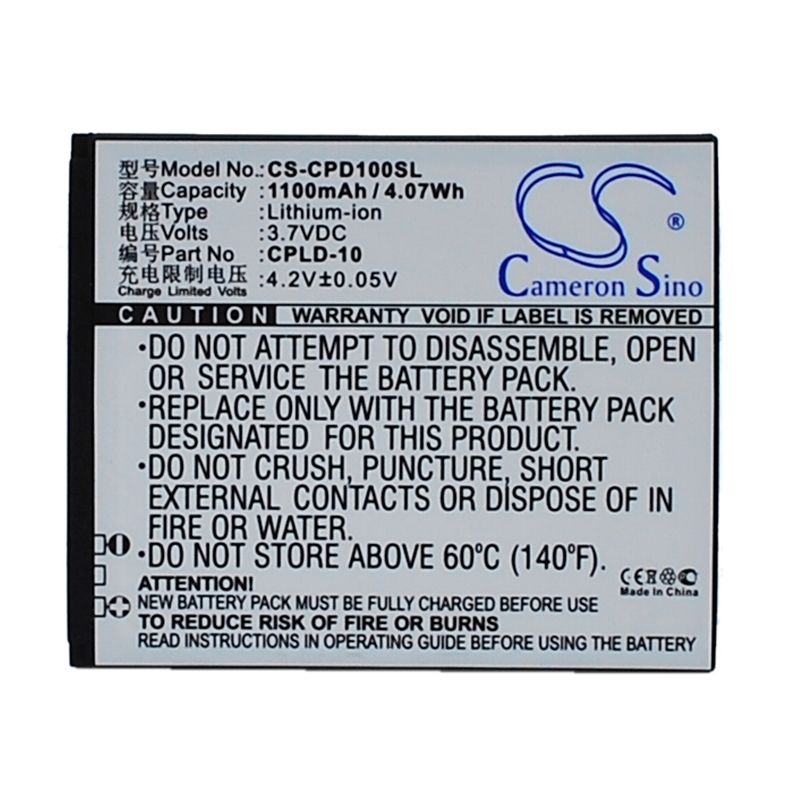 型号Model No.: CS-CPD100SL
容量Capacity: 1100mAh / 4.07Wh
规格Type: Lithium-ion
电压Volts: 3.7VDC
编号Part No: CPLD-10
充电限制电压: 4.2V±0.05V
Charge Limited Volts
CS®
Cameron Sino
CAUTION WARRANTY VOID IF LABEL IS REMOVED
·DO NOT ATTEMPT TO DISASSEMBLE, OPEN
OR SERVICE THE BATTERY PACK.
·REPLACE ONLY WITH THE BATTERY PACK
DESIGNATED FOR THIS PRODUCT.
·DO NOT CRUSH, PUNCTURE, SHORT
EXTERNAL CONTACTS OR DISPOSE OF
IN FIRE OR WATER.
·DO NOT STORE ABOVE 60℃ (140℉).
CE
Made In China
ATTENTION!
NEW BATTERY PACK MUST BE FULLY CHARGED BEFORE USE
TO REDUCE RISK OF FIRE OR BURNS
READ INSTRUCTIONS IN OPERATING GUIDE BEFORE USING THE BATTERY